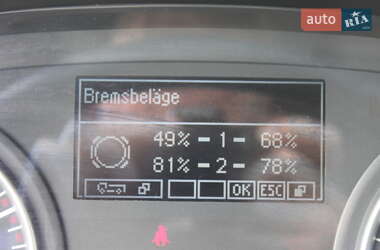 auto RIA
Bremsbeläge
49% - 1 - 68%
81% - 2 - 78%
OK ESC